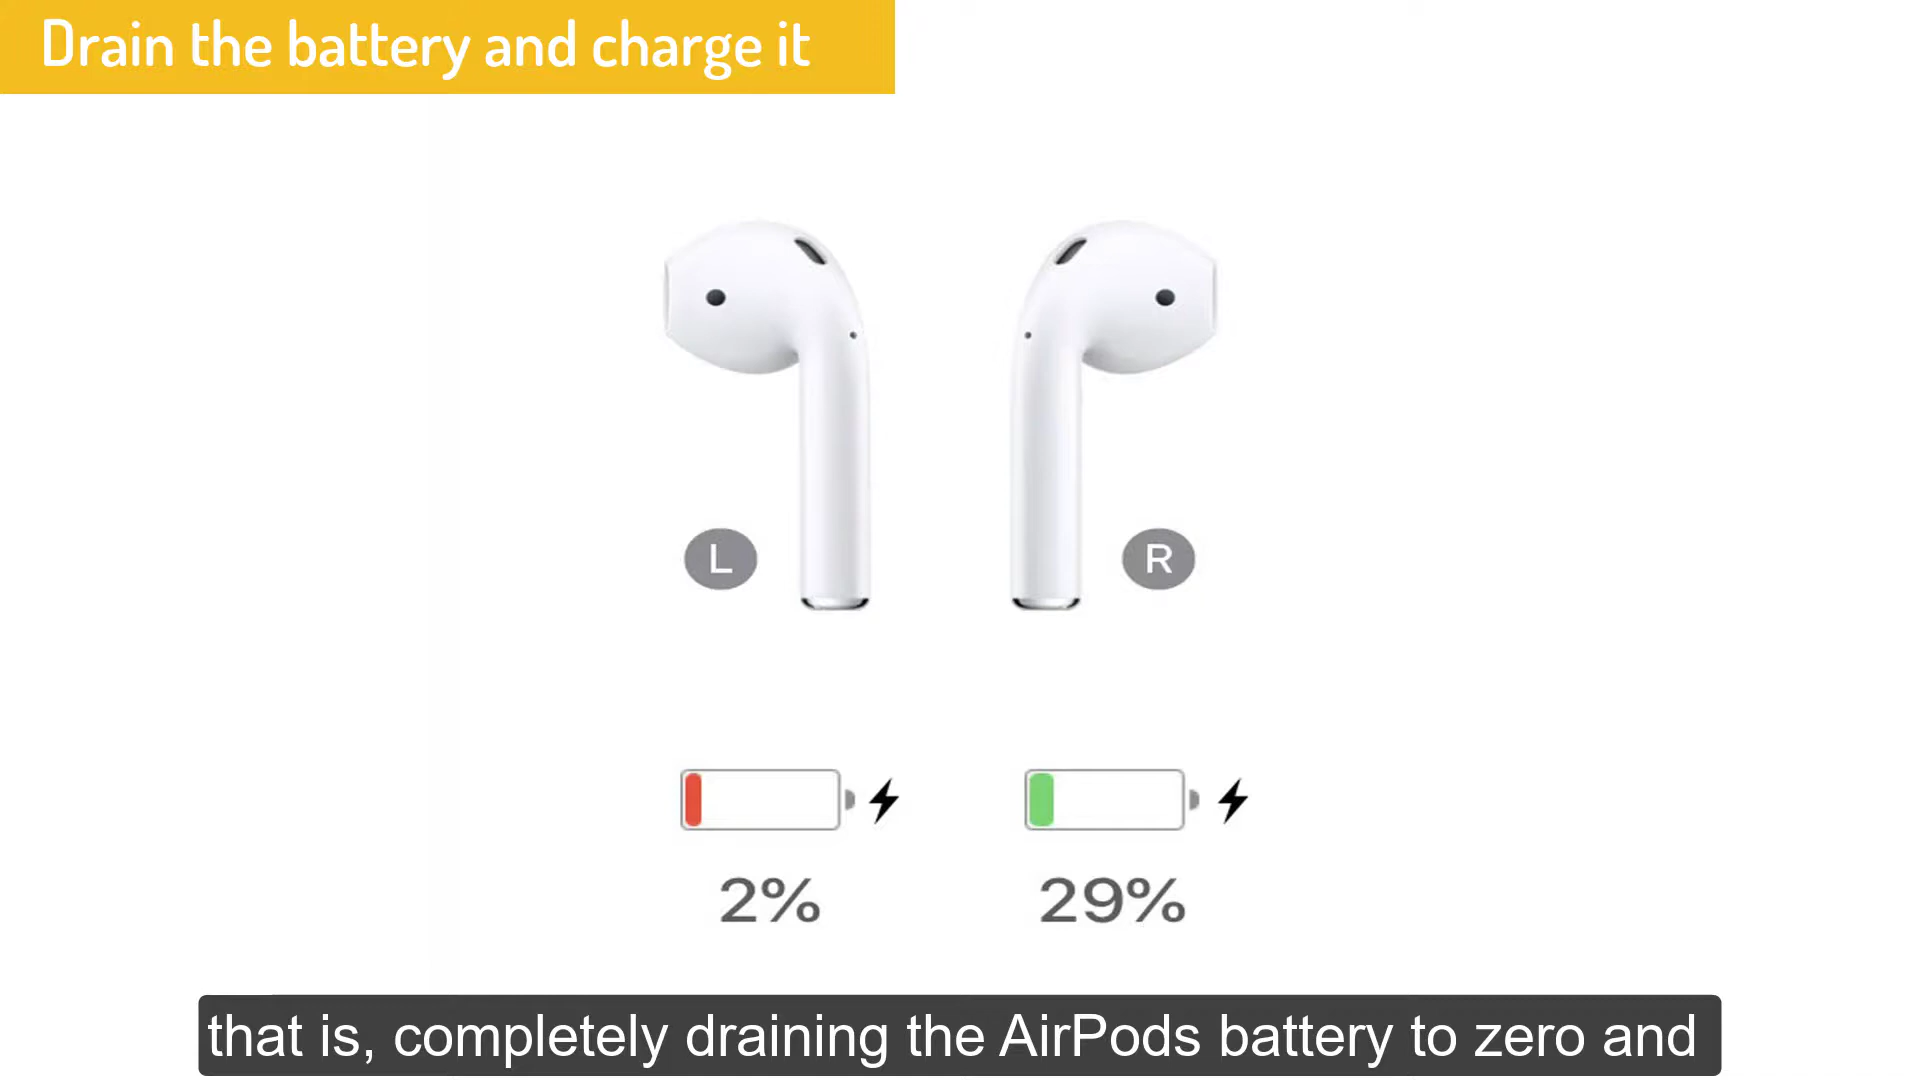 Drain the battery and charge it
L
R
2%
29%
that is, completely draining the AirPods battery to zero and